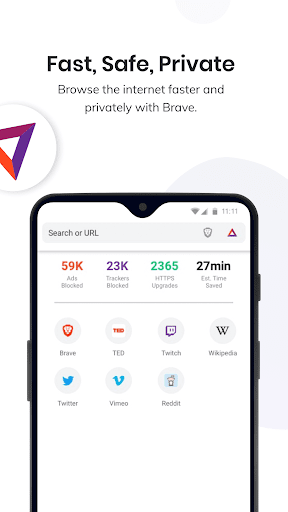 Fast, Safe, Private
Browse the internet faster and
privately with Brave.
11:11
Search or URL
59K 23K 2365 27min
Ads Trackers HTTPS Est, Time
Blocked Blocked Upgrades Saved
TED W
Brave TED Twitch Wikipedia
Twitter Vimeo Reddit